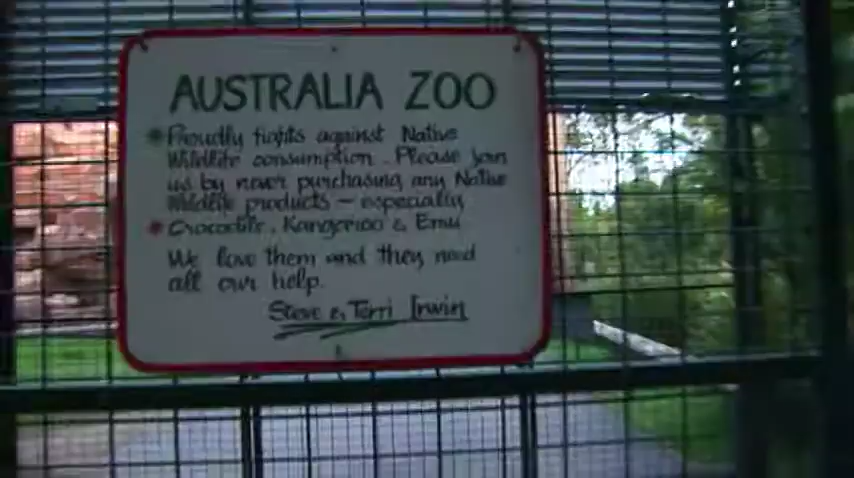 AUSTRALIA ZOO
* Proudly fights against Native
Wildlife consumption. Please join
us by never purchasing any Native
Wildlife products - especially
* Crocodile, Kangaroo & Emu
We love them and they need
all our help.
Steve & Terri Irwin